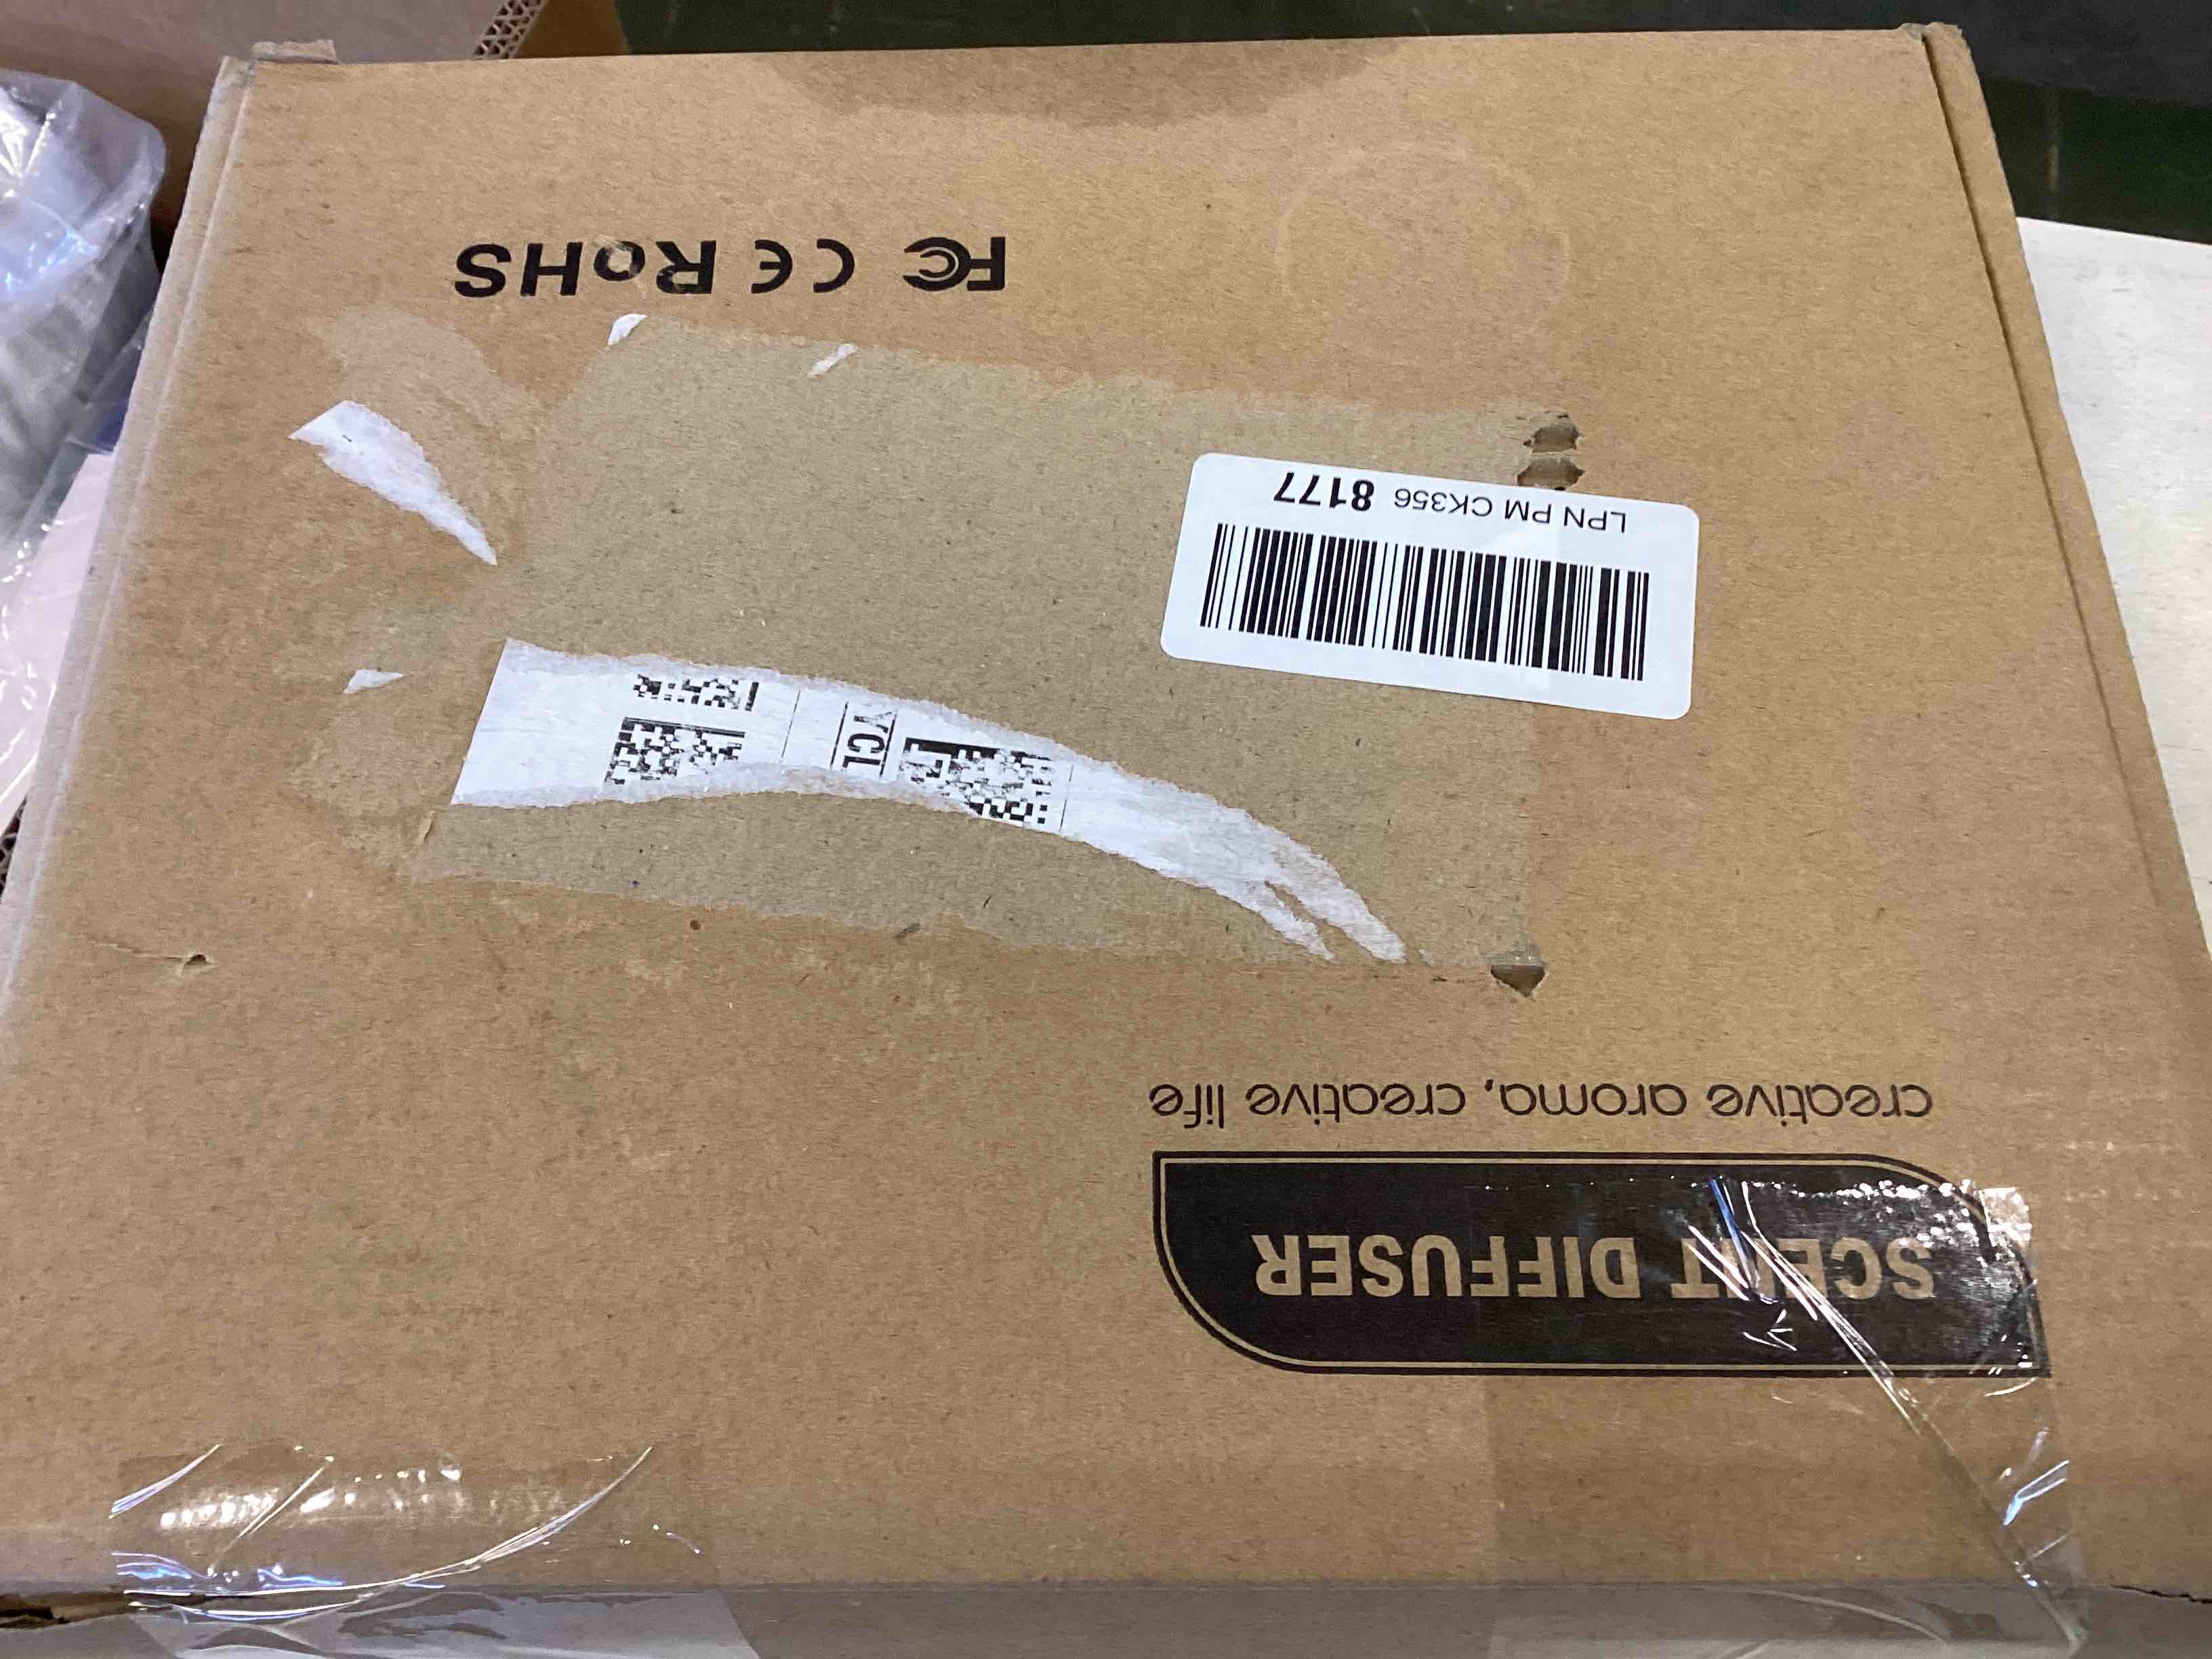 SCENT DIFFUSER
creative aroma, creative life
YCL
LPN PM CK356 8177
FC CE RoHS